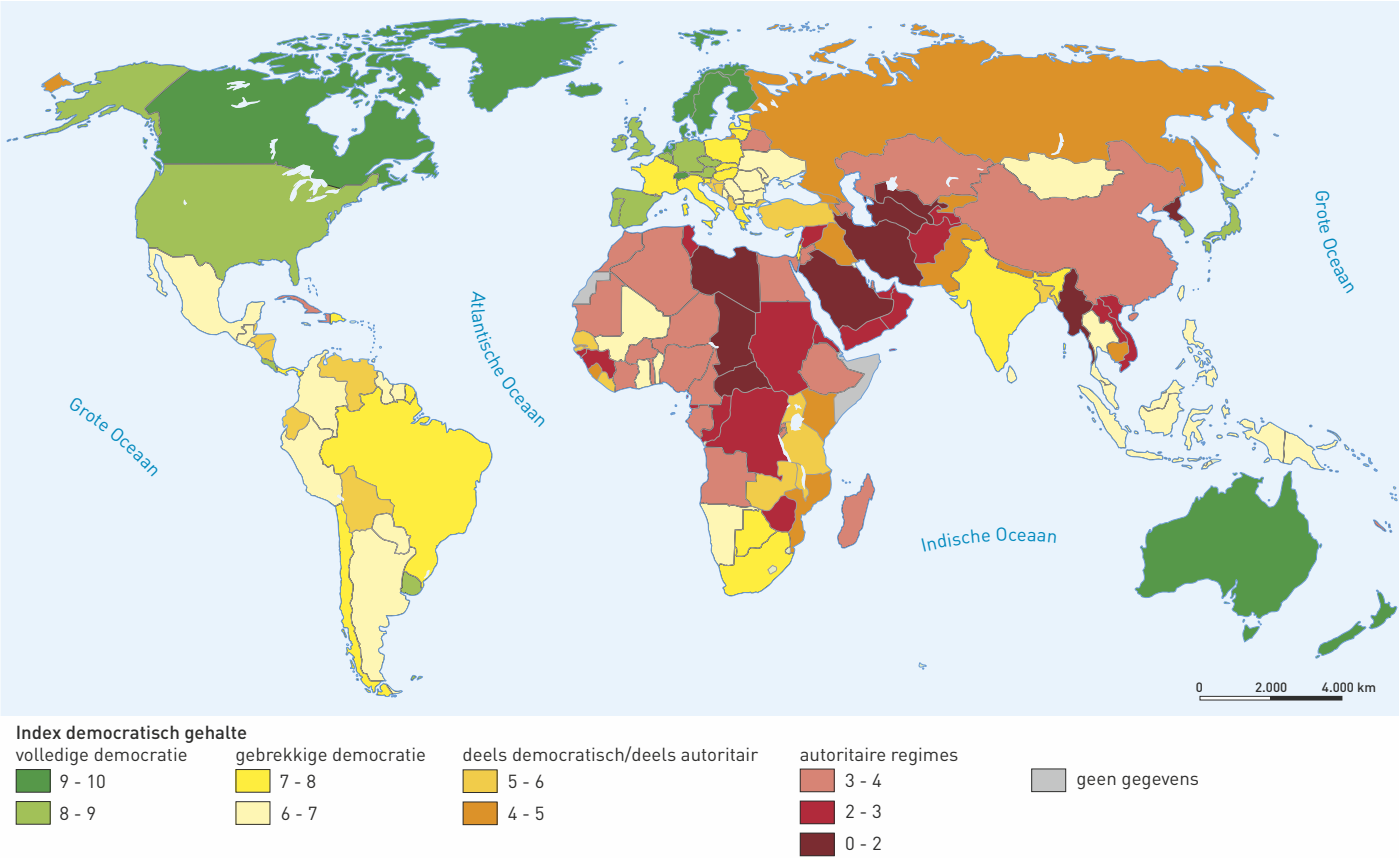 Grote Oceaan
Atlantische Oceaan
Grote Oceaan
Indische Oceaan
0 2.000 4.000 km
Index democratisch gehalte
volledige democratie
9 - 10
8 - 9
gebrekkige democratie
7 - 8
6 - 7
deels democratisch/deels autoritair
5 - 6
4 - 5
autoritaire regimes
3 - 4
2 - 3
0 - 2
geen gegevens